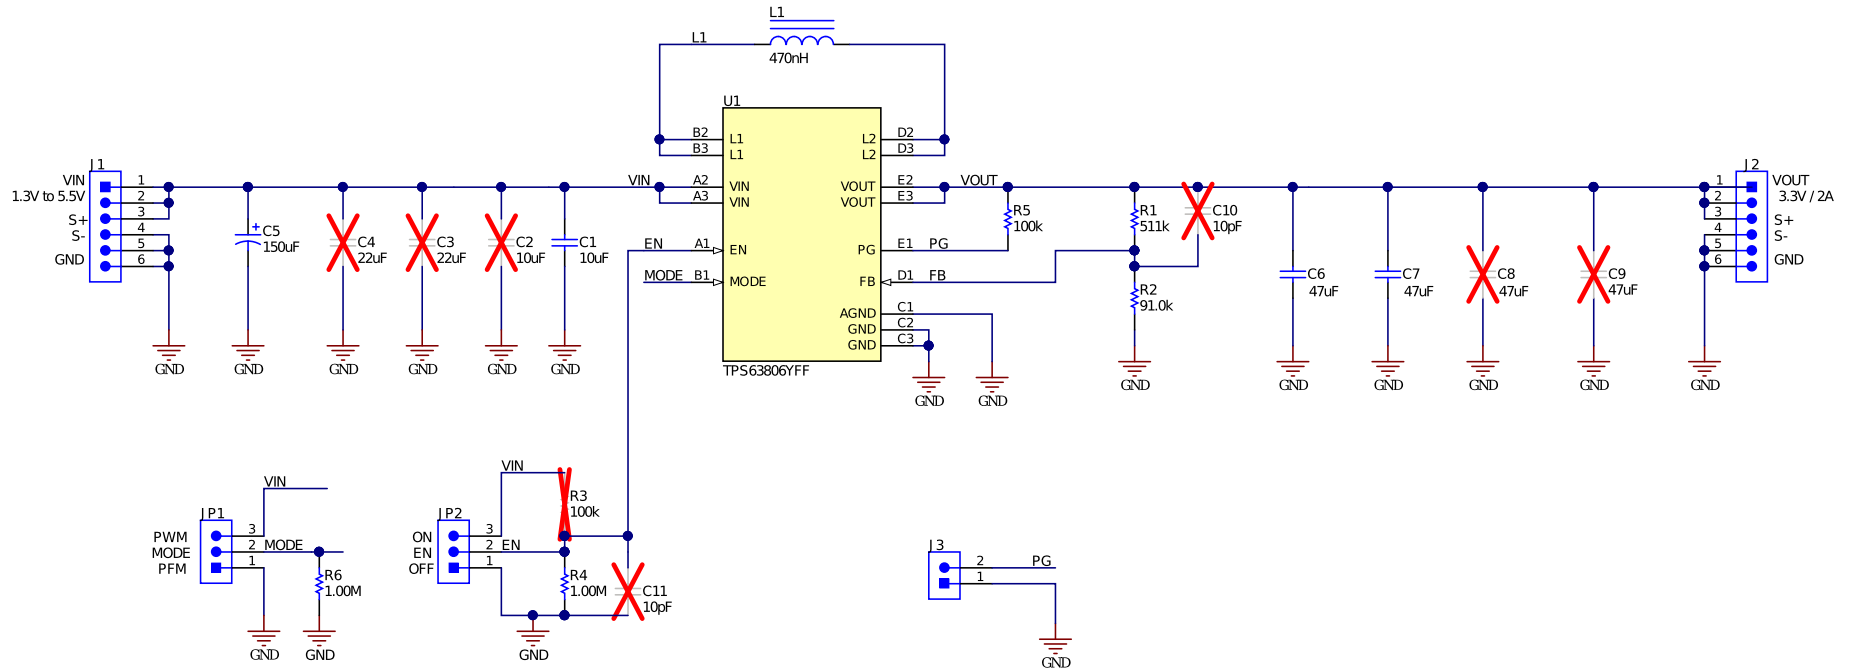 L1
L1
470nH
U1
B2 L1 L2 D2
B3 L1 L2 D3
J1
J2
VIN 1 VIN A2 VIN VOUT E2 VOUT 1 VOUT
1.3V to 5.5V 2 A3 VIN VOUT E3 2 3.3V / 2A
S+ 3 3 S+
S- 4 4 S-
5 5
GND 6 6 GND
C5
150uF
C4
22uF
C3
22uF
C2
10uF
C1
10uF
R5
100k
R1
511k
C10
10pF
EN A1 EN PG E1 PG
MODE B1 MODE FB D1 FB
AGND C1
GND C2
GND C3
R2
91.0k
C6
47uF
C7
47uF
C8
47uF
C9
47uF
TPS63806YFF
GND GND GND GND GND GND
GND GND
GND GND GND GND GND GND
JP1
VIN
PWM 3
MODE 2 MODE
PFM 1
R6
1.00M
GND GND
JP2
VIN
R3
100k
ON 3
EN 2 EN
OFF 1
R4
1.00M
C11
10pF
GND
J3
2 PG
1
GND